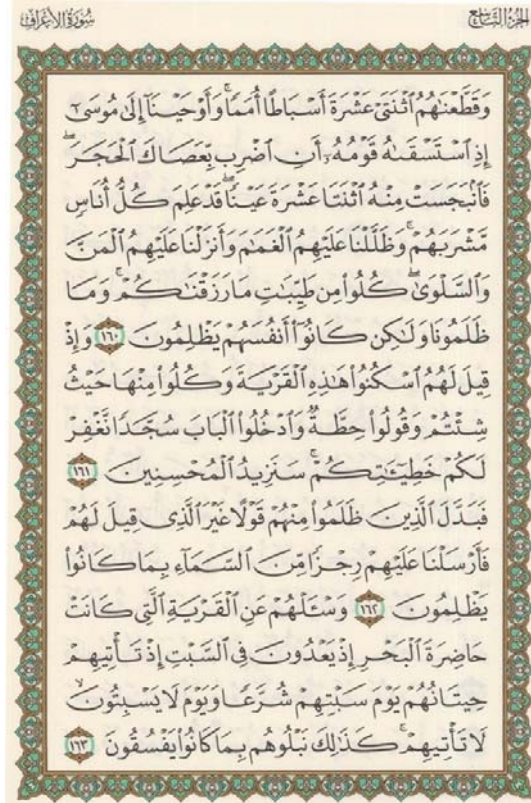 الجزء التاسع
سورة الأعراف
وَقَطَّعْنَٰهُمُ ٱثْنَتَىْ عَشْرَةَ أَسْبَاطًا أُمَمًا ۚ وَأَوْحَيْنَآ إِلَىٰ مُوسَىٰٓ
إِذِ ٱسْتَسْقَىٰهُ قَوْمُهُۥٓ أَنِ ٱضْرِب بِّعَصَاكَ ٱلْحَجَرَ ۖ
فَٱنۢبَجَسَتْ مِنْهُ ٱثْنَتَا عَشْرَةَ عَيْنًا ۖ قَدْ عَلِمَ كُلُّ أُنَاسٍ
مَّشْرَبَهُمْ ۚ وَظَلَّلْنَا عَلَيْهِمُ ٱلْغَمَٰمَ وَأَنزَلْنَا عَلَيْهِمُ ٱلْمَنَّ
وَٱلسَّلْوَىٰ ۖ كُلُوا۟ مِن طَيِّبَٰتِ مَا رَزَقْنَٰكُمْ ۚ وَمَا
ظَلَمُونَا وَلَٰكِن كَانُوٓا۟ أَنفُسَهُمْ يَظْلِمُونَ ١٦٠ وَإِذْ
قِيلَ لَهُمُ ٱسْكُنُوا۟ هَٰذِهِ ٱلْقَرْيَةَ وَكُلُوا۟ مِنْهَا حَيْثُ
شِئْتُمْ وَقُولُوا۟ حِطَّةٌ وَٱدْخُلُوا۟ ٱلْبَابَ سُجَّدًا نَّغْفِرْ
لَكُمْ خَطِيٓـَٰٔتِكُمْ ۚ سَنَزِيدُ ٱلْمُحْسِنِينَ ١٦١
فَبَدَّلَ ٱلَّذِينَ ظَلَمُوا۟ مِنْهُمْ قَوْلًا غَيْرَ ٱلَّذِى قِيلَ لَهُمْ
فَأَرْسَلْنَا عَلَيْهِمْ رِجْزًا مِّنَ ٱلسَّمَآءِ بِمَا كَانُوا۟
يَظْلِمُونَ ١٦٢ وَسْـَٔلْهُمْ عَنِ ٱلْقَرْيَةِ ٱلَّتِى كَانَتْ
حَاضِرَةَ ٱلْبَحْرِ إِذْ يَعْدُونَ فِى ٱلسَّبْتِ إِذْ تَأْتِيهِمْ
حِيتَانُهُمْ يَوْمَ سَبْتِهِمْ شُرَّعًا وَيَوْمَ لَا يَسْبِتُونَ ۙ
لَا تَأْتِيهِمْ ۚ كَذَٰلِكَ نَبْلُوهُم بِمَا كَانُوا۟ يَفْسُقُونَ ١٦٣